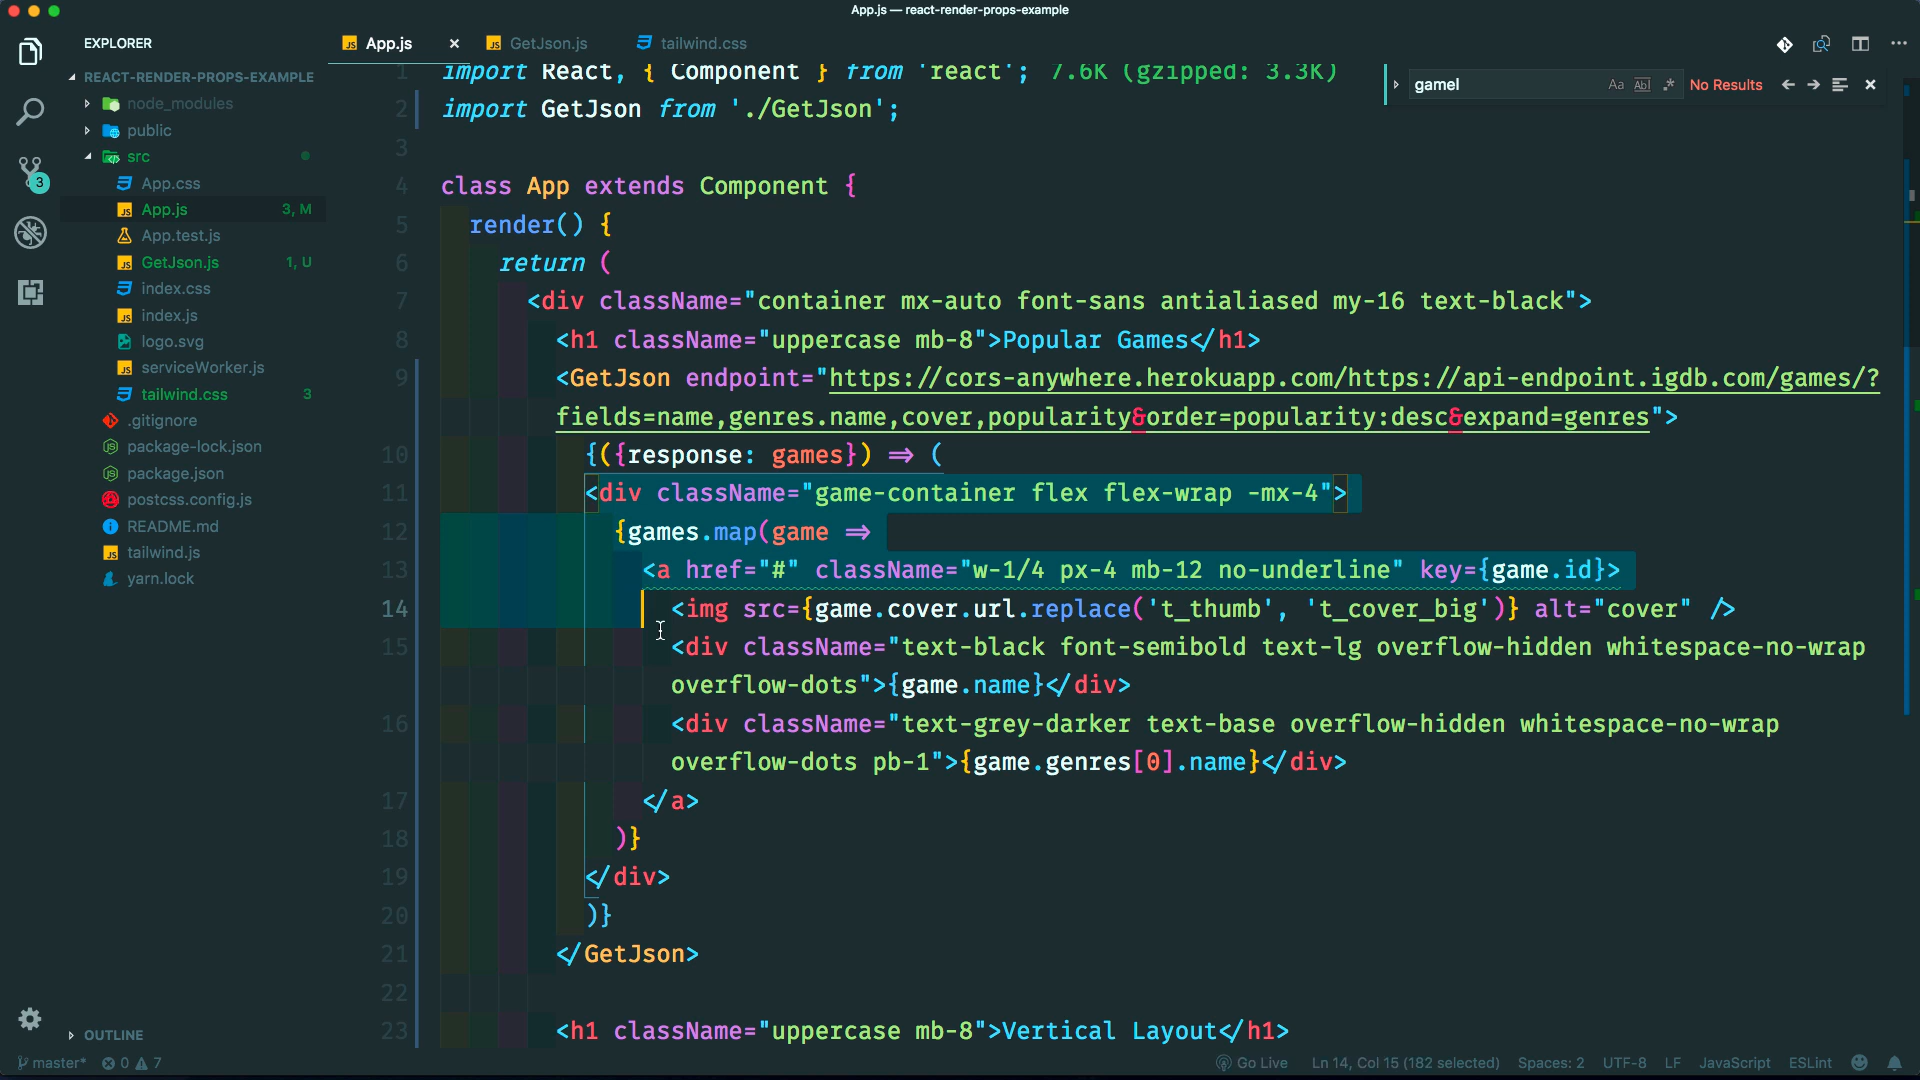 App.js — react-render-props-example
EXPLORER
App.js
GetJson.js
tailwind.css
REACT-RENDER-PROPS-EXAMPLE
node_modules
public
src
App.css
App.js 3, M
App.test.js
GetJson.js 1, U
index.css
index.js
logo.svg
serviceWorker.js
tailwind.css 3
.gitignore
package-lock.json
package.json
postcss.config.js
README.md
tailwind.js
yarn.lock
OUTLINE
3
gamel
Aa Abl .* No Results
1 import React, { Component } from 'react'; 7.6K (gzipped: 3.3K)
2 import GetJson from './GetJson';
3
4 class App extends Component {
5 render() {
6 return (
7 <div className="container mx-auto font-sans antialiased my-16 text-black">
8 <h1 className="uppercase mb-8">Popular Games</h1>
9 <GetJson endpoint="https://cors-anywhere.herokuapp.com/https://api-endpoint.igdb.com/games/?
fields=name,genres.name,cover,popularity&order=popularity:desc&expand=genres">
10 {({response: games}) => (
11 <div className="game-container flex flex-wrap -mx-4">
12 {games.map(game =>
13 <a href="#" className="w-1/4 px-4 mb-12 no-underline" key={game.id}>
14 <img src={game.cover.url.replace('t_thumb', 't_cover_big')} alt="cover" />
15 <div className="text-black font-semibold text-lg overflow-hidden whitespace-no-wrap
overflow-dots">{game.name}</div>
16 <div className="text-grey-darker text-base overflow-hidden whitespace-no-wrap
overflow-dots pb-1">{game.genres[0].name}</div>
17 </a>
18 )}
19 </div>
20 )}
21 </GetJson>
22
23 <h1 className="uppercase mb-8">Vertical Layout</h1>
master* 0 7
Go Live Ln 14, Col 15 (182 selected) Spaces: 2 UTF-8 LF JavaScript ESLint